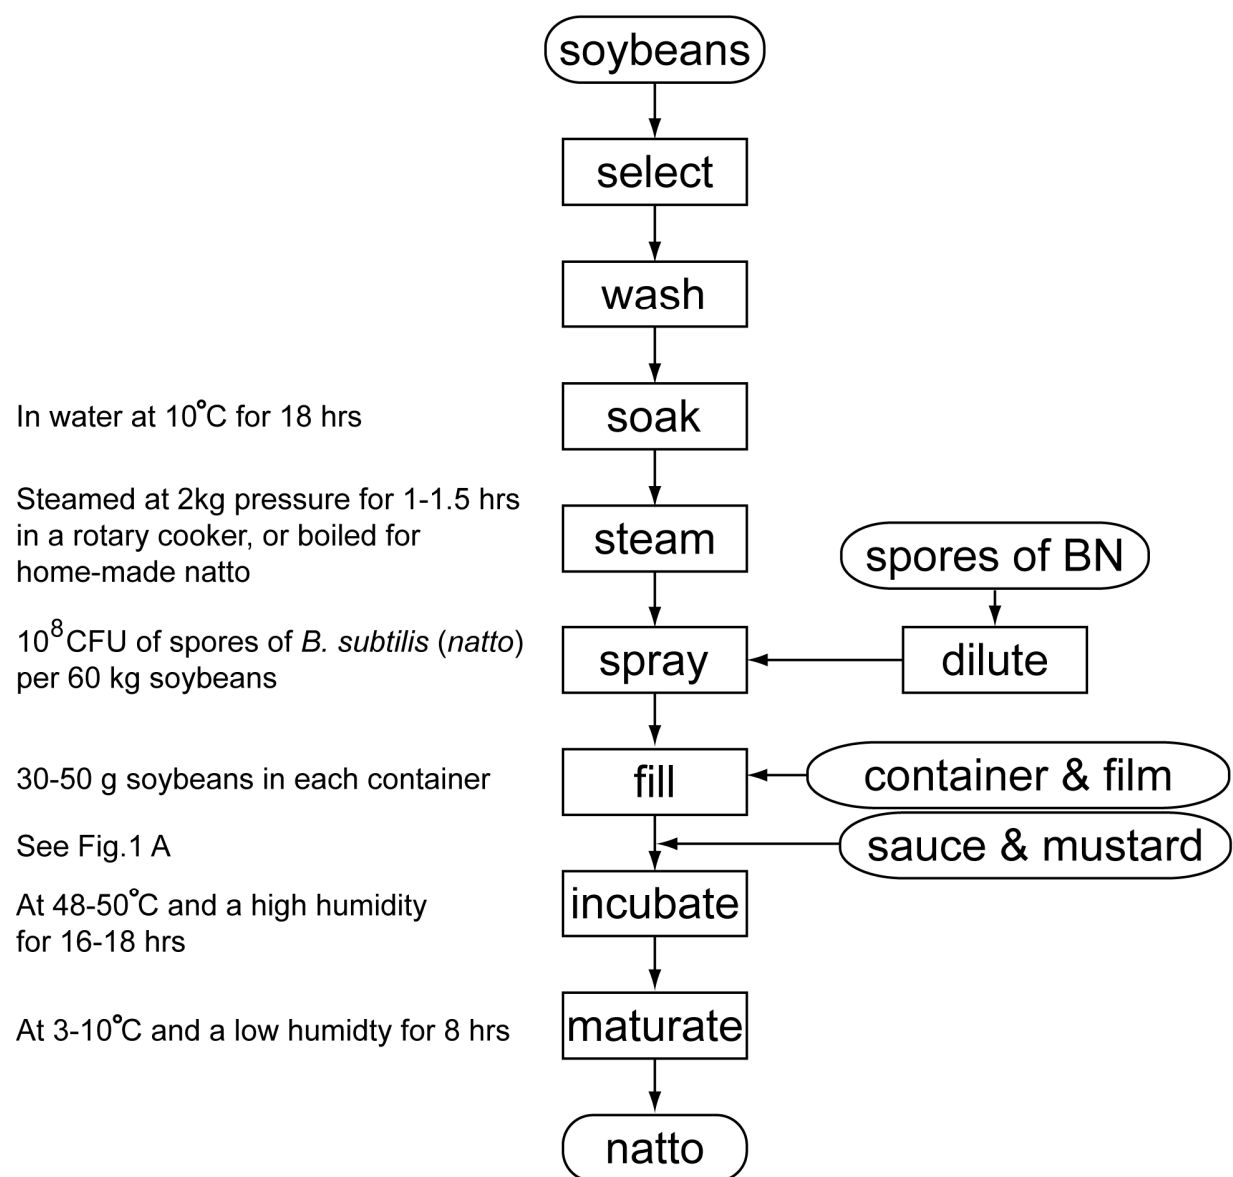 soybeans
select
wash
In water at 10°C for 18 hrs
soak
Steamed at 2kg pressure for 1-1.5 hrs
in a rotary cooker, or boiled for
home-made natto
steam
spores of BN
10⁸CFU of spores of B. subtilis (natto)
per 60 kg soybeans
spray
dilute
30-50 g soybeans in each container
fill
container & film
See Fig.1 A
sauce & mustard
At 48-50°C and a high humidity
for 16-18 hrs
incubate
At 3-10°C and a low humidty for 8 hrs
maturate
natto